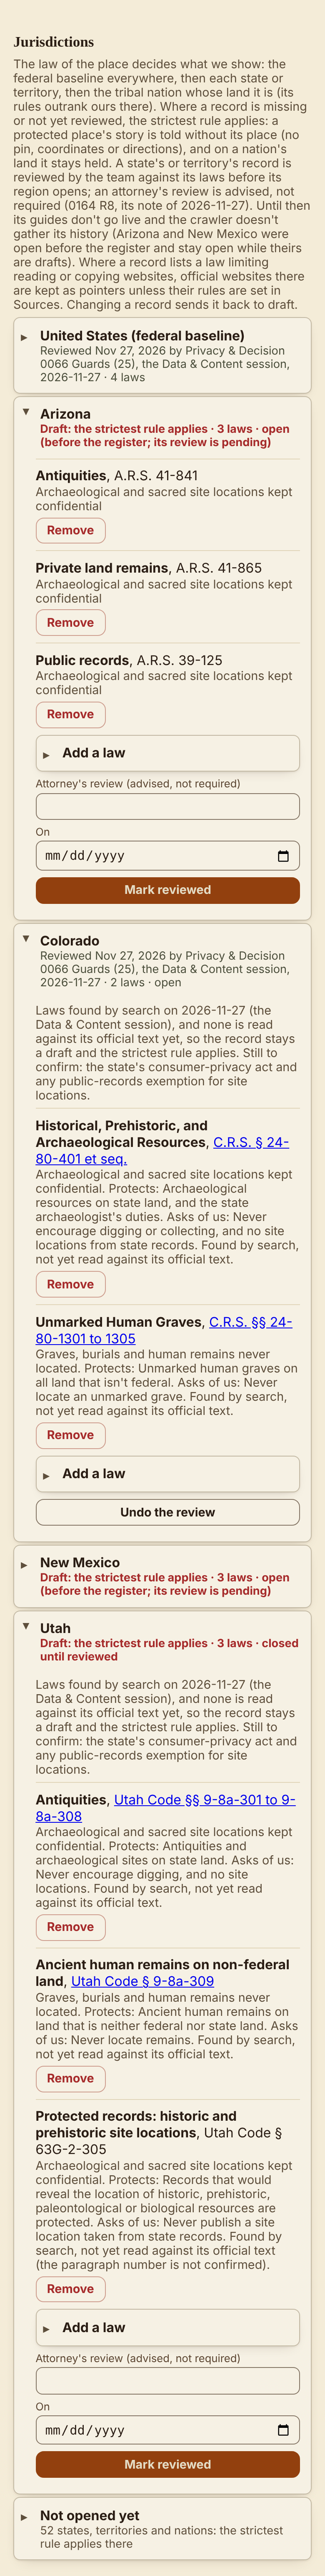 Jurisdictions
The law of the place decides what we show: the
federal baseline everywhere, then each state or
territory, then the tribal nation whose land it is (its
rules outrank ours there). Where a record is missing
or not yet reviewed, the strictest rule applies: a
protected place's story is told without its place (no
pin, coordinates or directions), and on a nation's
land it stays held. A state's or territory's record is
reviewed by the team against its laws before its
region opens; an attorney's review is advised, not
required (0164 R8, its note of 2026-11-27). Until then
its guides don't go live and the crawler doesn't
gather its history (Arizona and New Mexico were
open before the register and stay open while theirs
are drafts). Where a record lists a law limiting
reading or copying websites, official websites there
are kept as pointers unless their rules are set in
Sources. Changing a record sends it back to draft.
▶ United States (federal baseline)
Reviewed Nov 27, 2026 by Privacy & Decision
0066 Guards (25), the Data & Content session,
2026-11-27 · 4 laws
▼ Arizona
Draft: the strictest rule applies · 3 laws · open
(before the register; its review is pending)
Antiquities, A.R.S. 41-841
Archaeological and sacred site locations kept
confidential
Remove
Private land remains, A.R.S. 41-865
Archaeological and sacred site locations kept
confidential
Remove
Public records, A.R.S. 39-125
Archaeological and sacred site locations kept
confidential
Remove
▶ Add a law
Attorney's review (advised, not required)
On
mm/dd/yyyy
Mark reviewed
▼ Colorado
Reviewed Nov 27, 2026 by Privacy & Decision
0066 Guards (25), the Data & Content session,
2026-11-27 · 2 laws · open
Laws found by search on 2026-11-27 (the
Data & Content session), and none is read
against its official text yet, so the record stays
a draft and the strictest rule applies. Still to
confirm: the state's consumer-privacy act and
any public-records exemption for site
locations.
Historical, Prehistoric, and
Archaeological Resources, C.R.S. § 24-
80-401 et seq.
Archaeological and sacred site locations kept
confidential. Protects: Archaeological
resources on state land, and the state
archaeologist's duties. Asks of us: Never
encourage digging or collecting, and no site
locations from state records. Found by search,
not yet read against its official text.
Remove
Unmarked Human Graves, C.R.S. §§ 24-
80-1301 to 1305
Graves, burials and human remains never
located. Protects: Unmarked human graves on
all land that isn't federal. Asks of us: Never
locate an unmarked grave. Found by search,
not yet read against its official text.
Remove
▶ Add a law
Undo the review
▶ New Mexico
Draft: the strictest rule applies · 3 laws · open
(before the register; its review is pending)
▼ Utah
Draft: the strictest rule applies · 3 laws · closed
until reviewed
Laws found by search on 2026-11-27 (the
Data & Content session), and none is read
against its official text yet, so the record stays
a draft and the strictest rule applies. Still to
confirm: the state's consumer-privacy act and
any public-records exemption for site
locations.
Antiquities, Utah Code §§ 9-8a-301 to 9-
8a-308
Archaeological and sacred site locations kept
confidential. Protects: Antiquities and
archaeological sites on state land. Asks of us:
Never encourage digging, and no site
locations. Found by search, not yet read
against its official text.
Remove
Ancient human remains on non-federal
land, Utah Code § 9-8a-309
Graves, burials and human remains never
located. Protects: Ancient human remains on
land that is neither federal nor state land. Asks
of us: Never locate remains. Found by search,
not yet read against its official text.
Remove
Protected records: historic and
prehistoric site locations, Utah Code §
63G-2-305
Archaeological and sacred site locations kept
confidential. Protects: Records that would
reveal the location of historic, prehistoric,
paleontological or biological resources are
protected. Asks of us: Never publish a site
location taken from state records. Found by
search, not yet read against its official text
(the paragraph number is not confirmed).
Remove
▶ Add a law
Attorney's review (advised, not required)
On
mm/dd/yyyy
Mark reviewed
▶ Not opened yet
52 states, territories and nations: the strictest
rule applies there